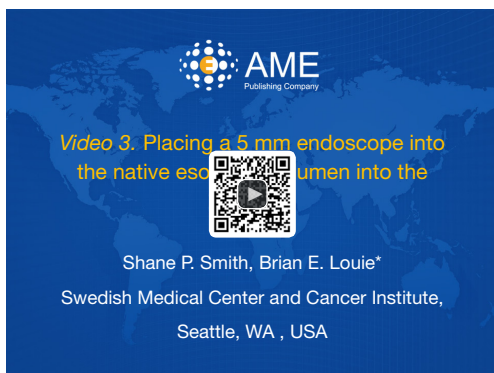 AME
Publishing Company
Video 3. Placing a 5 mm endoscope into
the native eso umen into the
Shane P. Smith, Brian E. Louie*
Swedish Medical Center and Cancer Institute,
Seattle, WA , USA